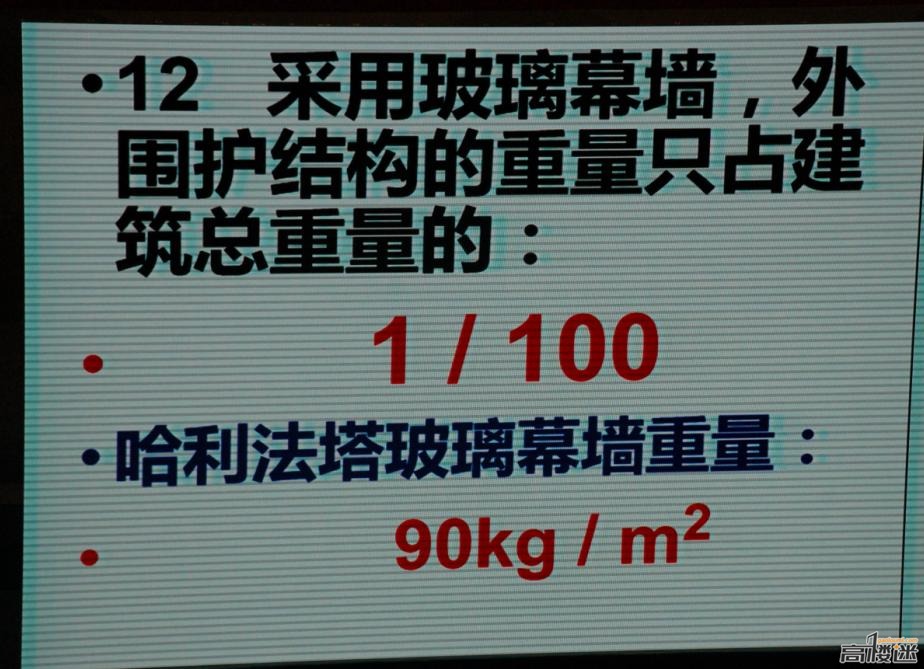 •12 采用玻璃幕墙，外
围护结构的重量只占建
筑总重量的：
• 1 / 100
•哈利法塔玻璃幕墙重量：
• 90kg / m²
高楼迷